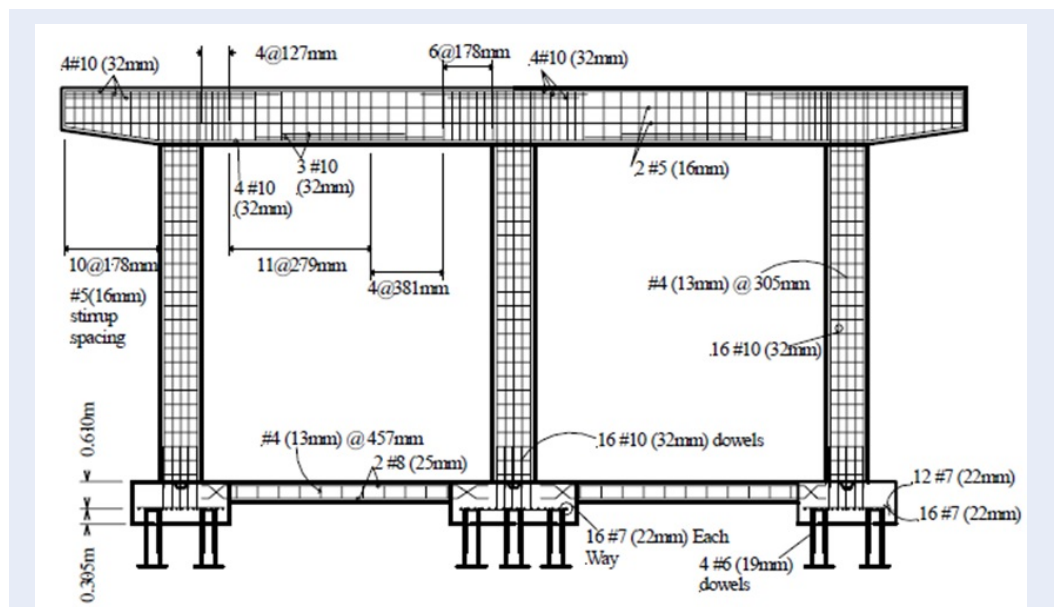 4@127mm
6@178mm
.4#10 (32mm)
.4#10 (32mm)
3 #10
(32mm)
4 #10
(32mm)
.2 #5 (16mm)
10@178mm
11@279mm
4@381mm
#5(16mm)
stirrup
spacing
#4 (13mm) @ 305mm
.16 #10 (32mm)
0.610m
#4 (13mm) @ 457mm
2 #8 (25mm)
.16 #10 (32mm) dowels
12 #7 (22mm)
16 #7 (22mm)
16 #7 (22mm) Each
.Way
4 #6 (19mm)
dowels
0.395m